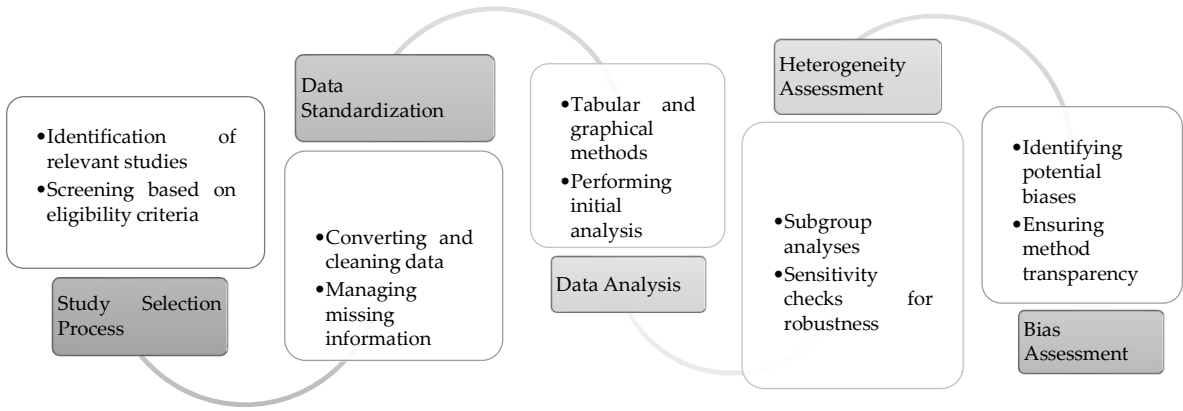 •Identification of
relevant studies
•Screening based on
eligibility criteria
Study Selection
Process
Data
Standardization
•Converting and
cleaning data
•Managing
missing
information
•Tabular and
graphical
methods
•Performing
initial
analysis
Data Analysis
Heterogeneity
Assessment
•Subgroup
analyses
•Sensitivity
checks for
robustness
•Identifying
potential
biases
•Ensuring
method
transparency
Bias
Assessment